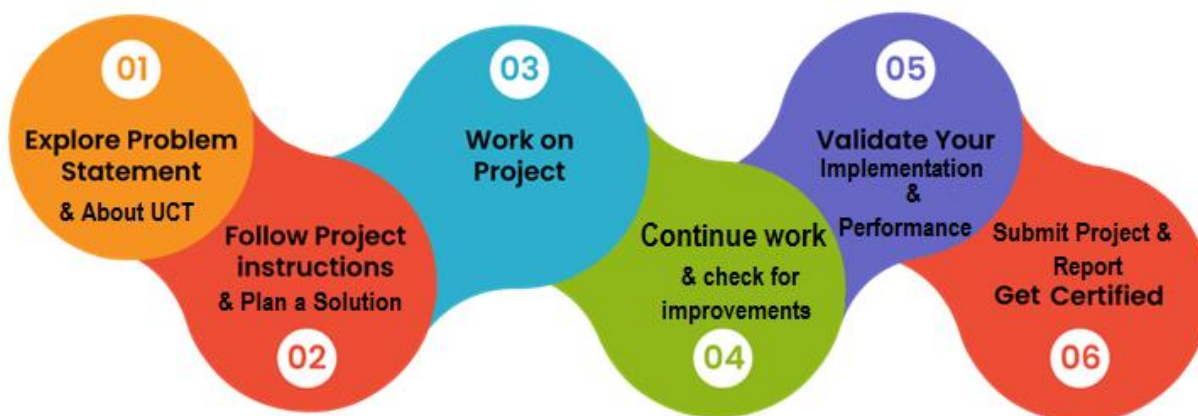 01
Explore Problem
Statement
& About UCT
Follow Project
instructions
& Plan a Solution
02
03
Work on
Project
Continue work
& check for
improvements
04
05
Validate Your
Implementation
&
Performance
Submit Project &
Report
Get Certified
06